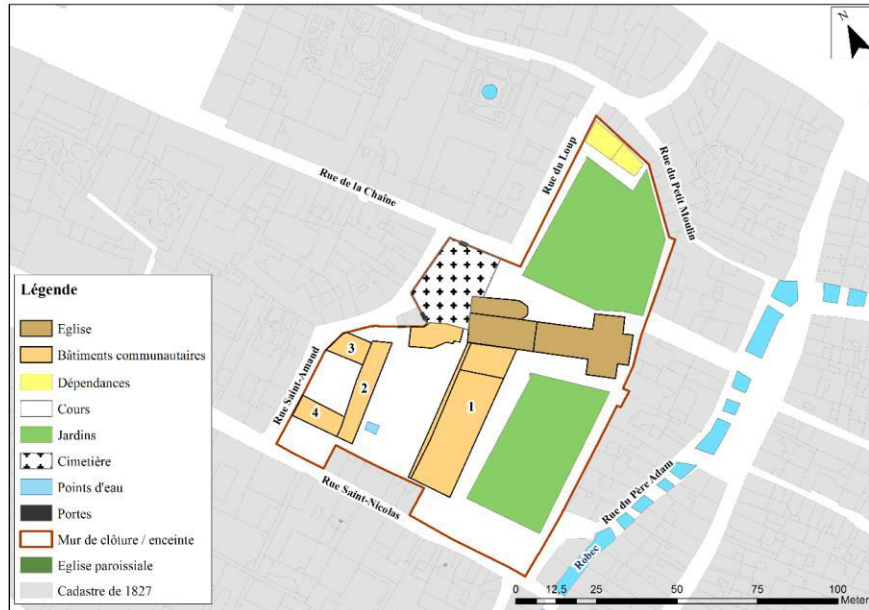 N
Rue du Loup
Rue du Petit Moulin
Rue de la Chaîne
Légende
Eglise
Bâtiments communautaires
Dépendances
Cours
Jardins
Cimetière
Points d'eau
Portes
Mur de clôture / enceinte
Eglise paroissiale
Cadastre de 1827
3
2
4
1
Rue Saint-Amand
Rue Saint-Nicolas
Rue du Père Adam
Robec
0 12,5 25 50 75 100
Meter